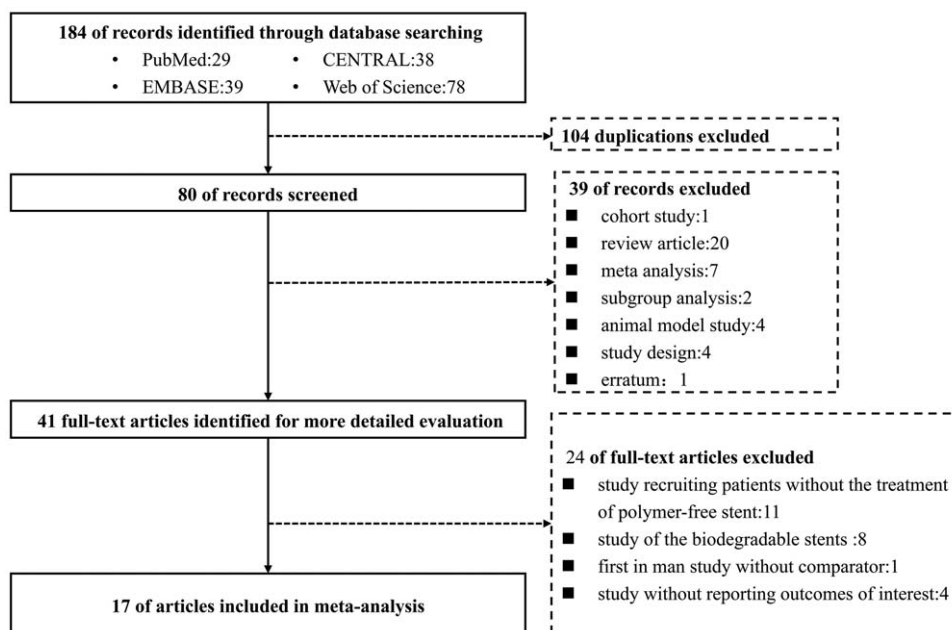 184 of records identified through database searching
• PubMed:29 • CENTRAL:38
• EMBASE:39 • Web of Science:78
104 duplications excluded
80 of records screened
39 of records excluded
■ cohort study:1
■ review article:20
■ meta analysis:7
■ subgroup analysis:2
■ animal model study:4
■ study design:4
■ erratum：1
41 full-text articles identified for more detailed evaluation
24 of full-text articles excluded
■ study recruiting patients without the treatment
of polymer-free stent:11
■ study of the biodegradable stents :8
■ first in man study without comparator:1
■ study without reporting outcomes of interest:4
17 of articles included in meta-analysis